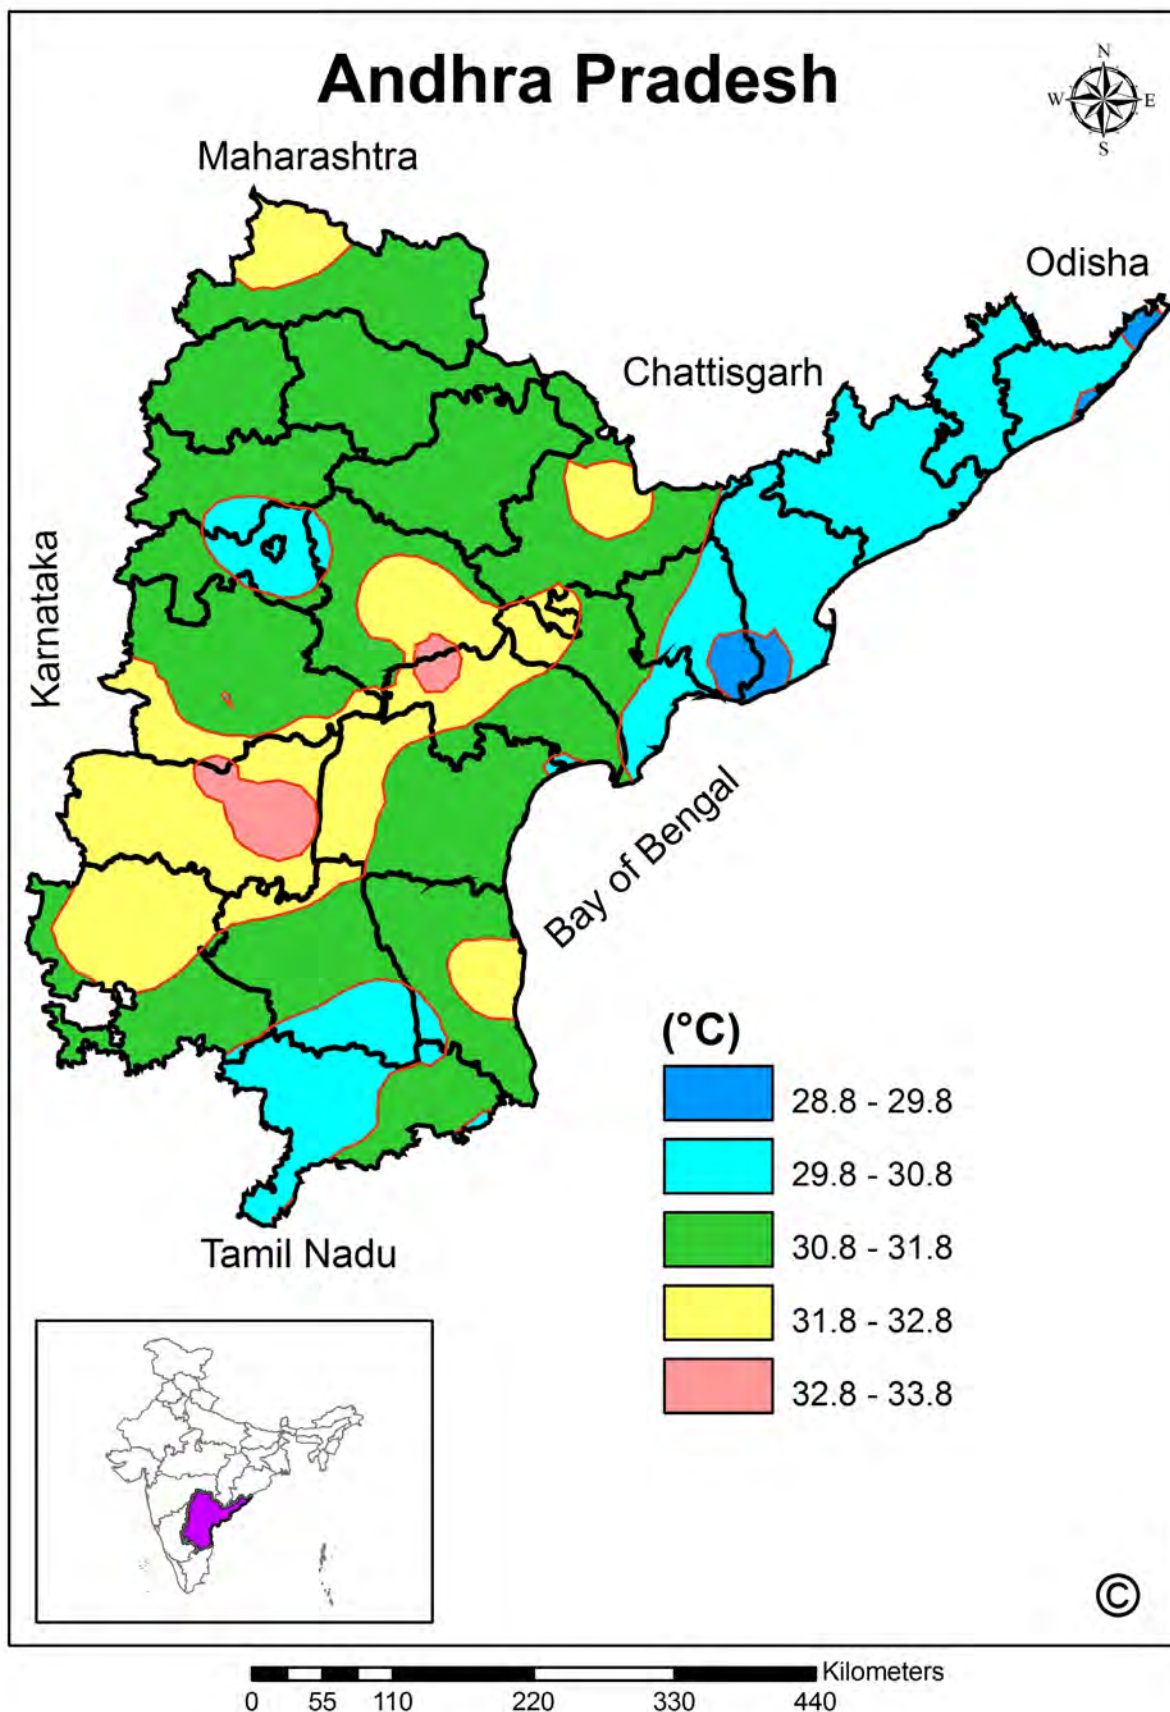 Andhra Pradesh
N
W E
S
Maharashtra
Odisha
Chattisgarh
Karnataka
Bay of Bengal
Tamil Nadu
(°C)
28.8 - 29.8
29.8 - 30.8
30.8 - 31.8
31.8 - 32.8
32.8 - 33.8
©
Kilometers
0 55 110 220 330 440